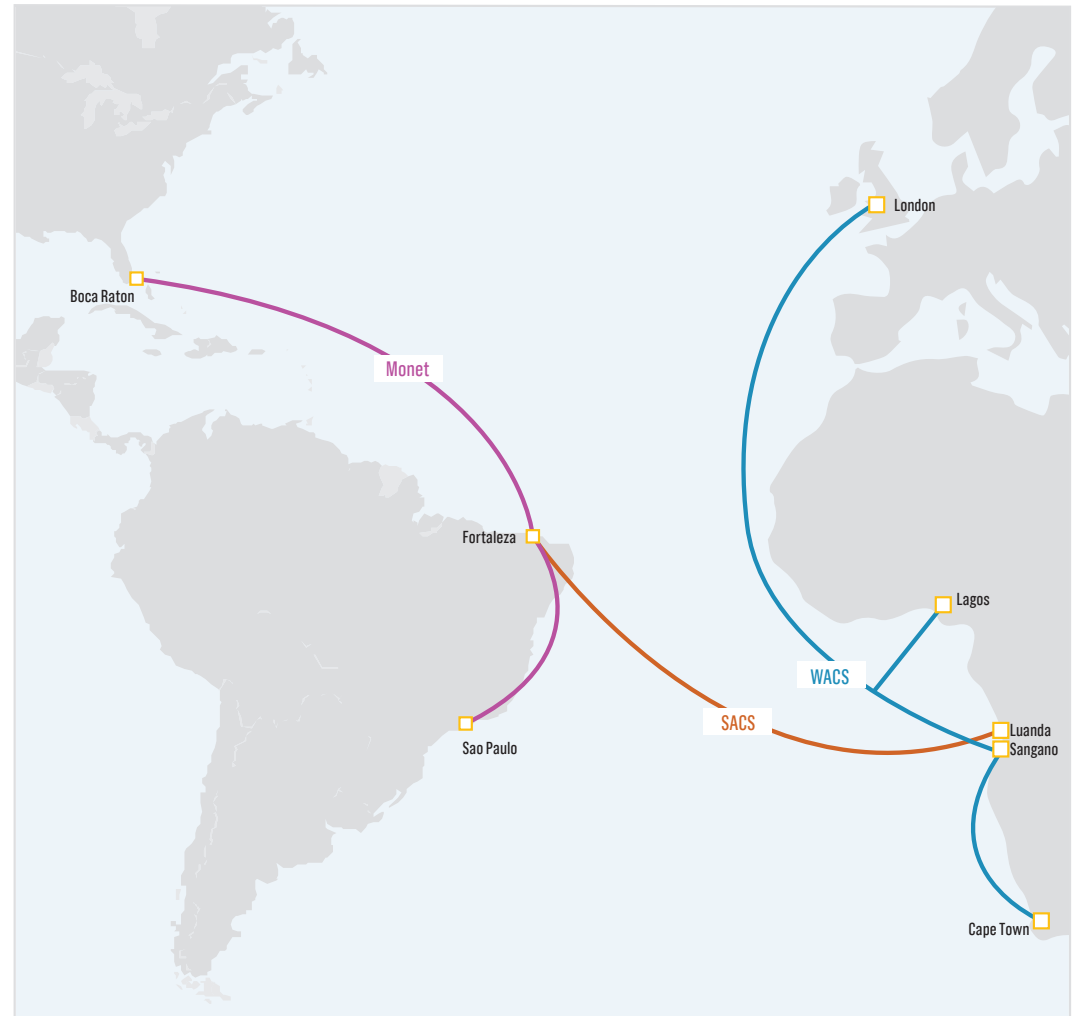 London
Boca Raton
Monet
Fortaleza
Lagos
WACS
SACS
Luanda
Sao Paulo
Sangano
Cape Town